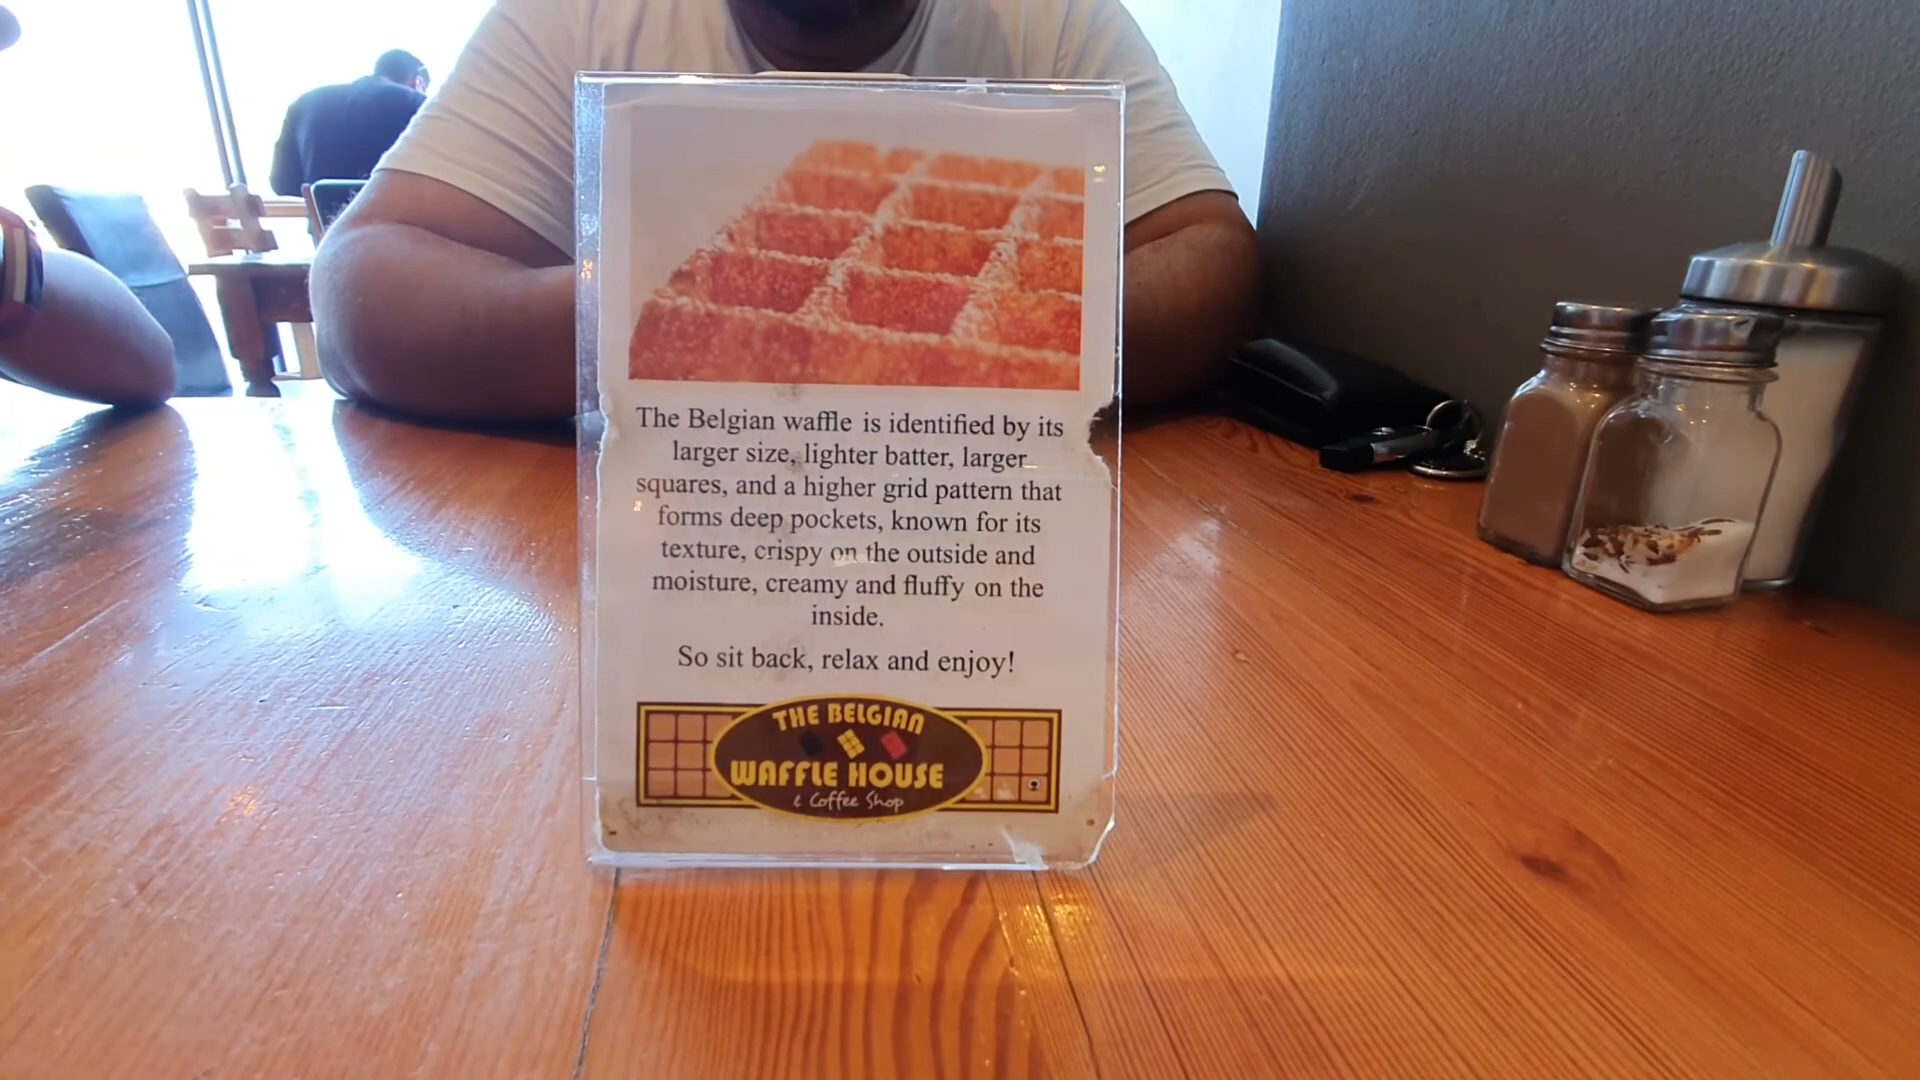 The Belgian waffle is identified by its
larger size, lighter batter, larger
squares, and a higher grid pattern that
forms deep pockets, known for its
texture, crispy on the outside and
moisture, creamy and fluffy on the
inside.
So sit back, relax and enjoy!
THE BELGIAN
WAFFLE HOUSE
& Coffee Shop